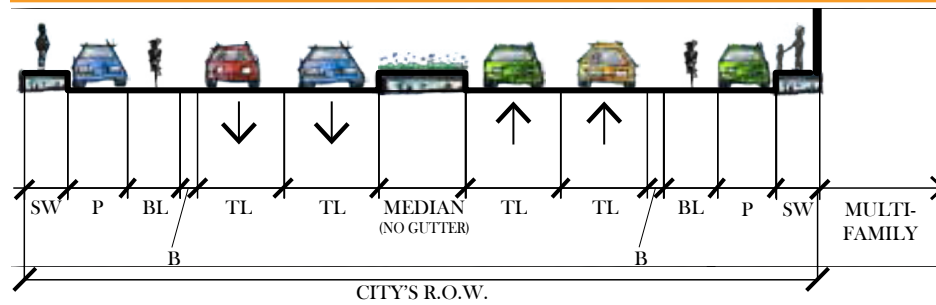 SW P BL TL TL MEDIAN TL TL BL P SW MULTI-
(NO GUTTER) FAMILY
B B
CITY'S R.O.W.